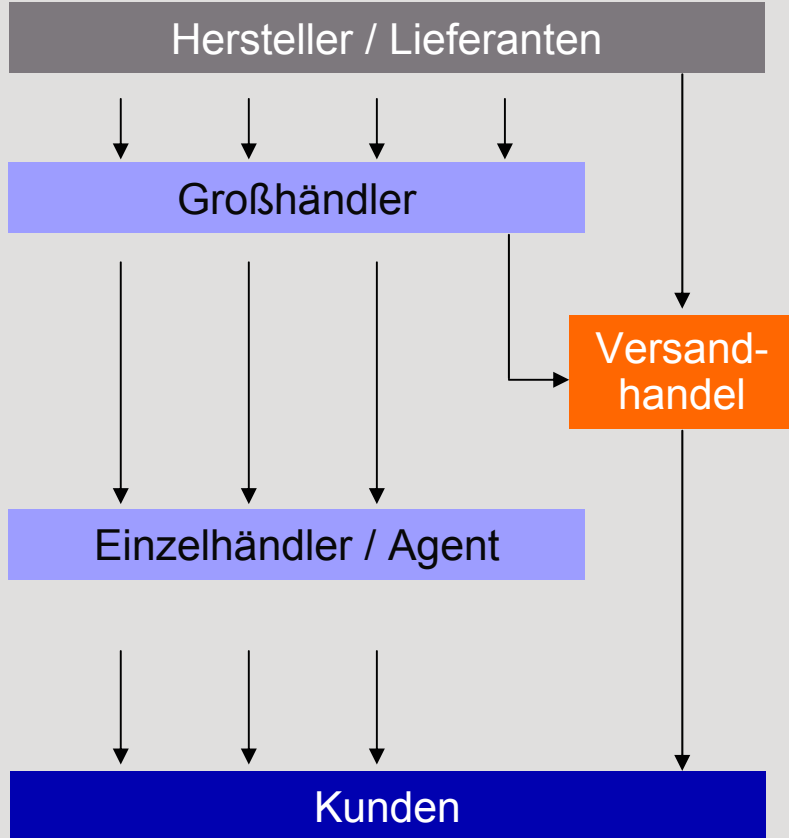 Hersteller / Lieferanten
Großhändler
Versand-
handel
Einzelhändler / Agent
Kunden